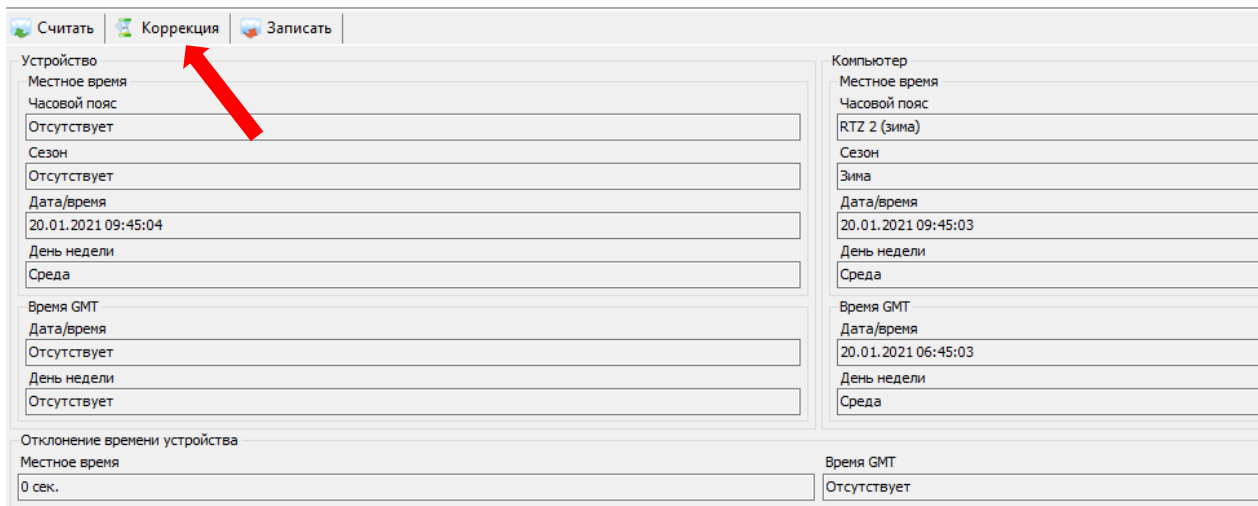 Считать Коррекция Записать
Устройство
Местное время
Часовой пояс
Отсутствует
Сезон
Отсутствует
Дата/время
20.01.2021 09:45:04
День недели
Среда
Время GMT
Дата/время
Отсутствует
День недели
Отсутствует
Компьютер
Местное время
Часовой пояс
RTZ 2 (зима)
Сезон
Зима
Дата/время
20.01.2021 09:45:03
День недели
Среда
Время GMT
Дата/время
20.01.2021 06:45:03
День недели
Среда
Отклонение времени устройства
Местное время
0 сек.
Время GMT
Отсутствует